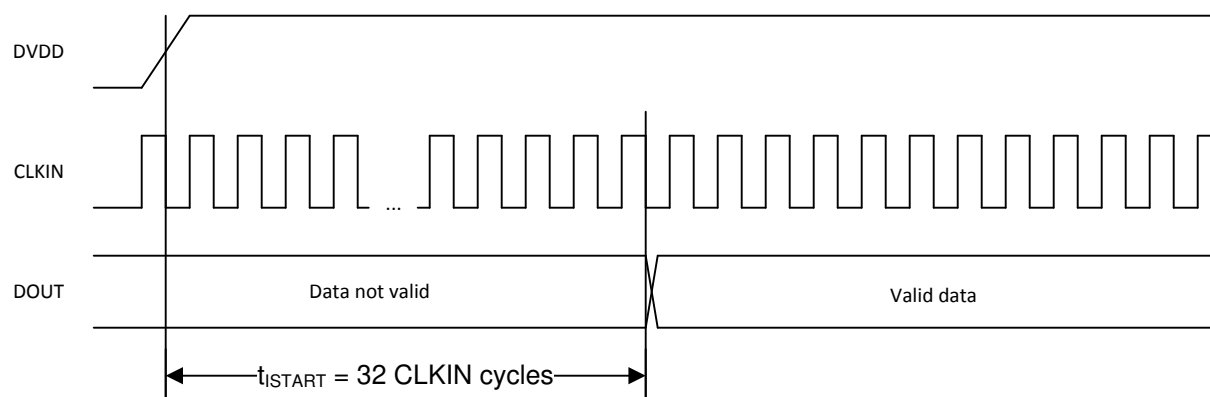 DVDD
CLKIN
...
DOUT
Data not valid
Valid data
tISTART = 32 CLKIN cycles